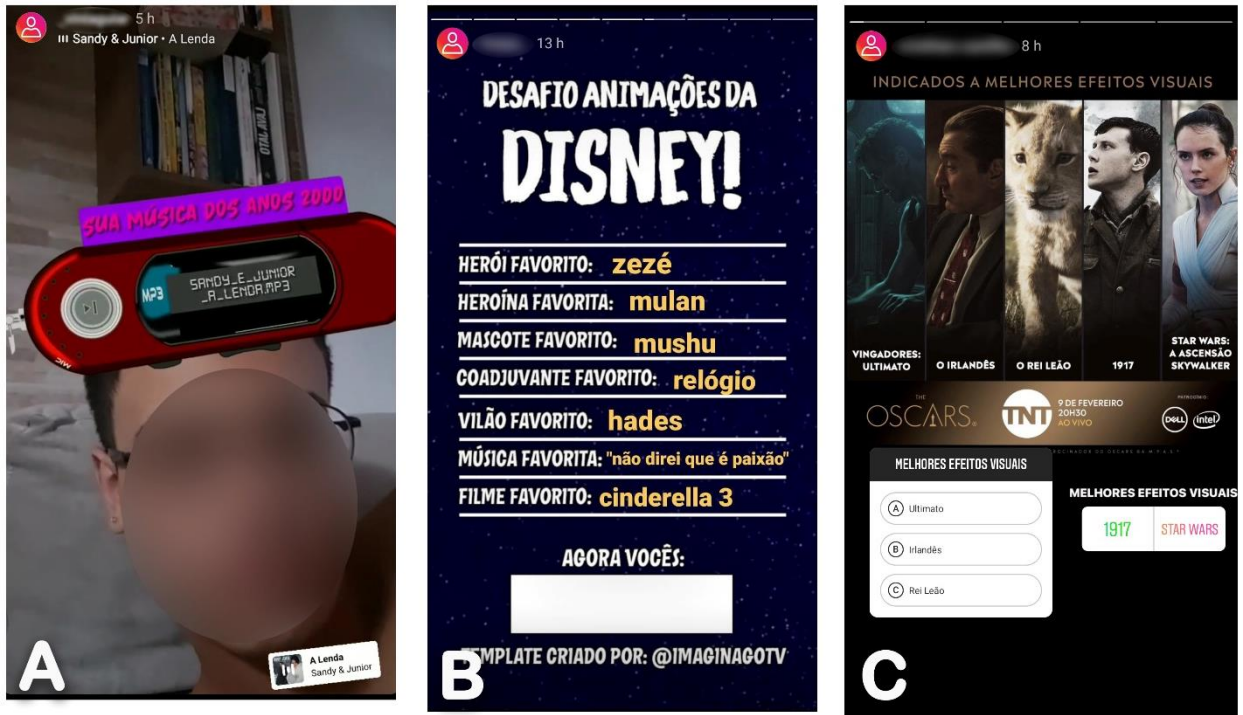 5 h
Sandy & Junior • A Lenda
SUA MÚSICA DOS ANOS 2000
MP3
SANDY_E_JUNIOR
_A_LENDA.MP3
MIC
A Lenda
Sandy & Junior
A
13 h
DESAFIO ANIMAÇÕES DA
DISNEY!
HERÓI FAVORITO: zezé
HEROÍNA FAVORITA: mulan
MASCOTE FAVORITO: mushu
COADJUVANTE FAVORITO: relógio
VILÃO FAVORITO: hades
MÚSICA FAVORITA: "não direi que é paixão"
FILME FAVORITO: cinderella 3
AGORA VOCÊS:
TEMPLATE CRIADO POR: @IMAGINAGOTV
B
8 h
INDICADOS A MELHORES EFEITOS VISUAIS
VINGADORES:
ULTIMATO
O IRLANDÊS
O REI LEÃO
1917
STAR WARS:
A ASCENSÃO
SKYWALKER
THE
OSCARS.
TNT
9 DE FEVEREIRO
20H30
AO VIVO
DELL
intel
MELHORES EFEITOS VISUAIS
A Ultimato
B Irlandês
C Rei Leão
MELHORES EFEITOS VISUAIS
1917
STAR WARS
C